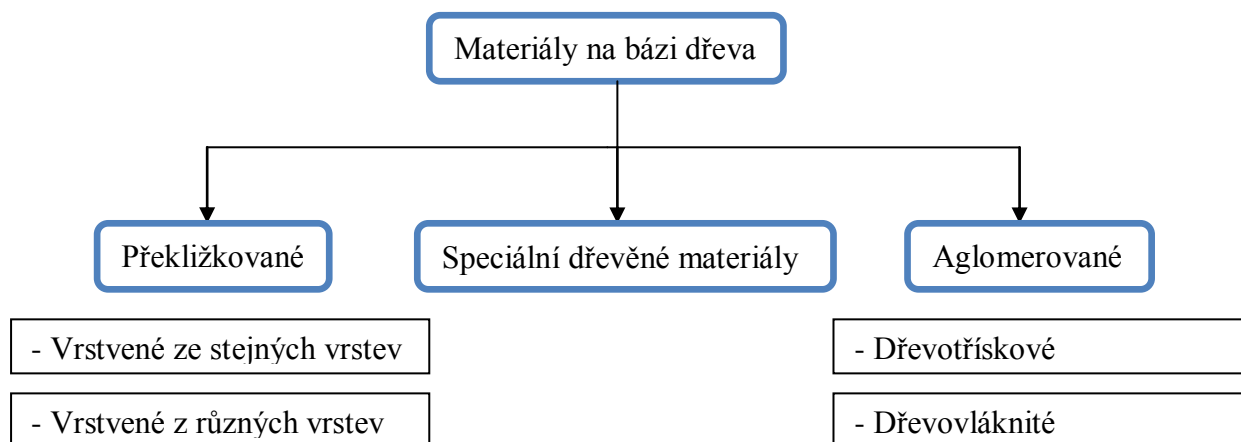 Materiály na bázi dřeva
Překližkované
Speciální dřevěné materiály
Aglomerované
- Vrstvené ze stejných vrstev
- Dřevotřískové
- Vrstvené z různých vrstev
- Dřevovláknité